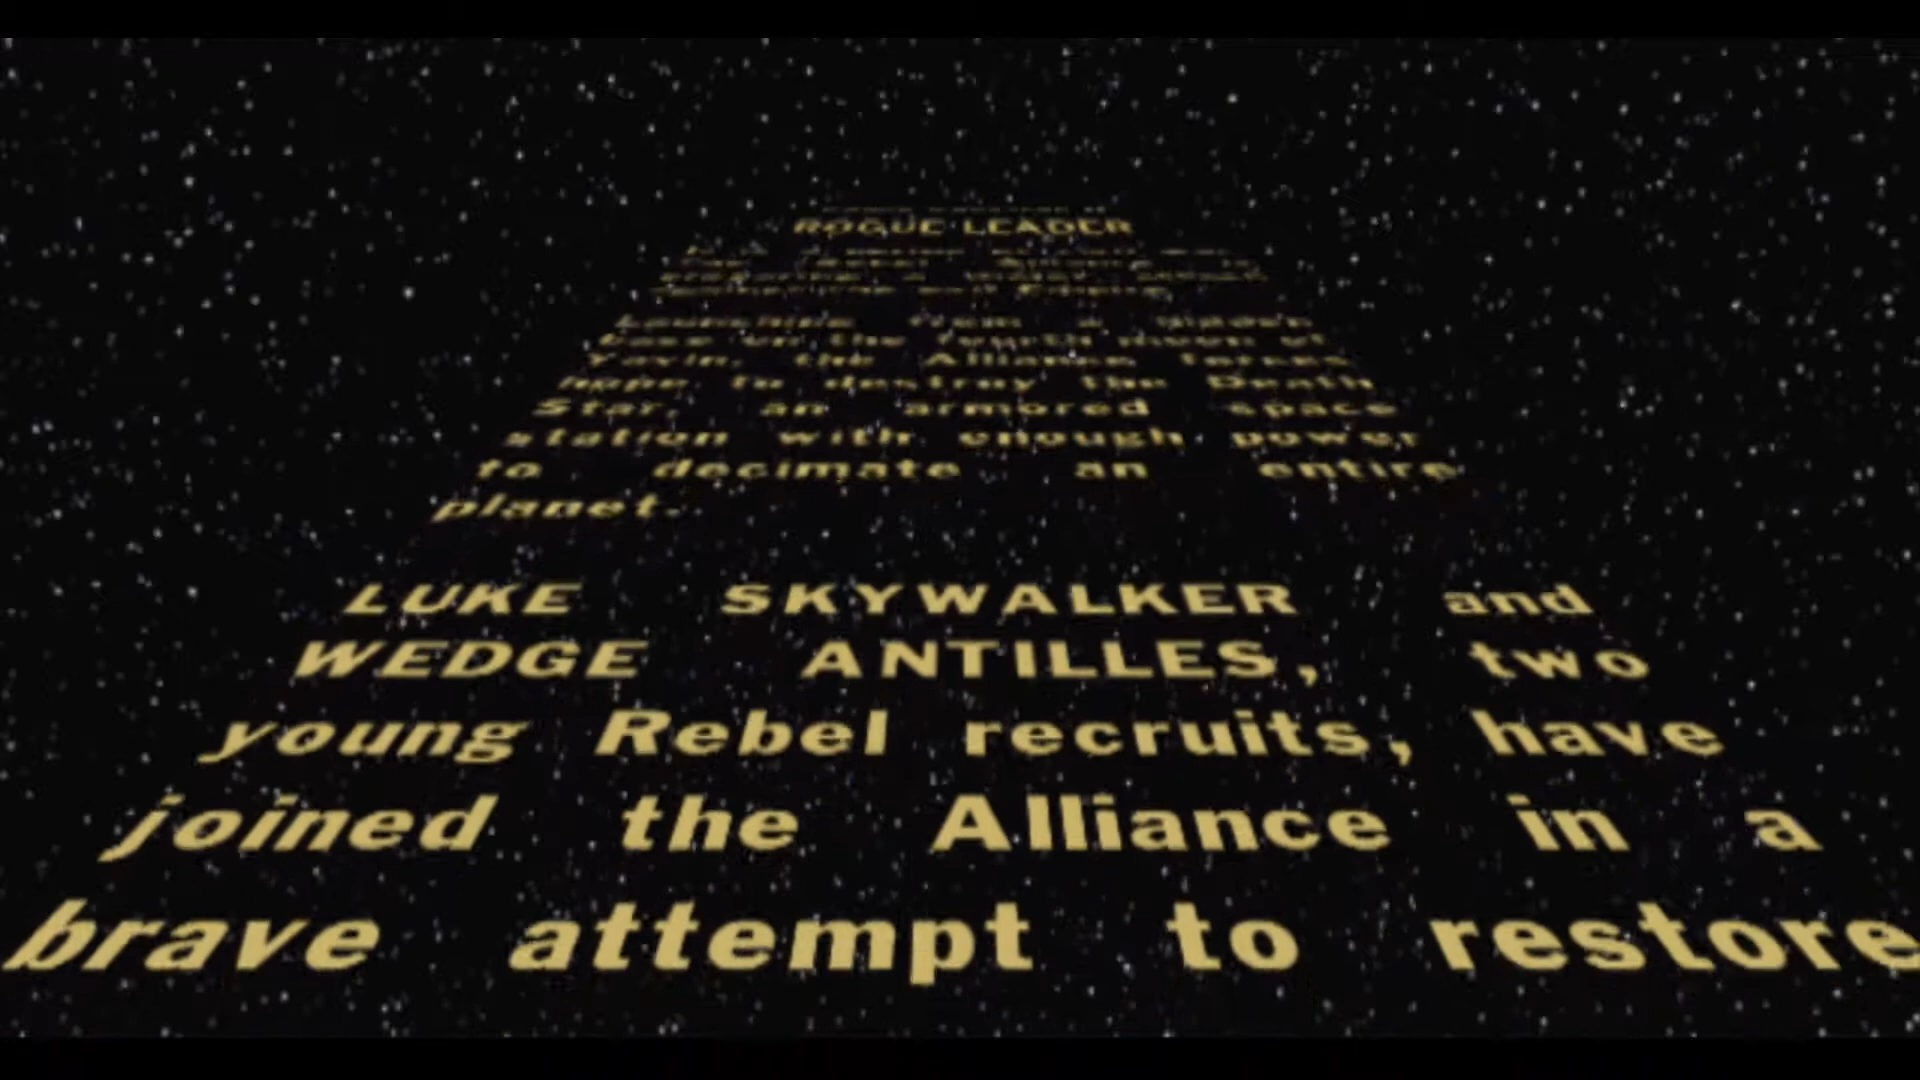 ROGUE LEADER
Launching from a hidden
base on the fourth moon of
Yavin, the Alliance forces
hope to destroy the Death
Star, an armored space
station with enough power
to decimate an entire
planet.
LUKE SKYWALKER and
WEDGE ANTILLES, two
young Rebel recruits, have
joined the Alliance in a
brave attempt to restore